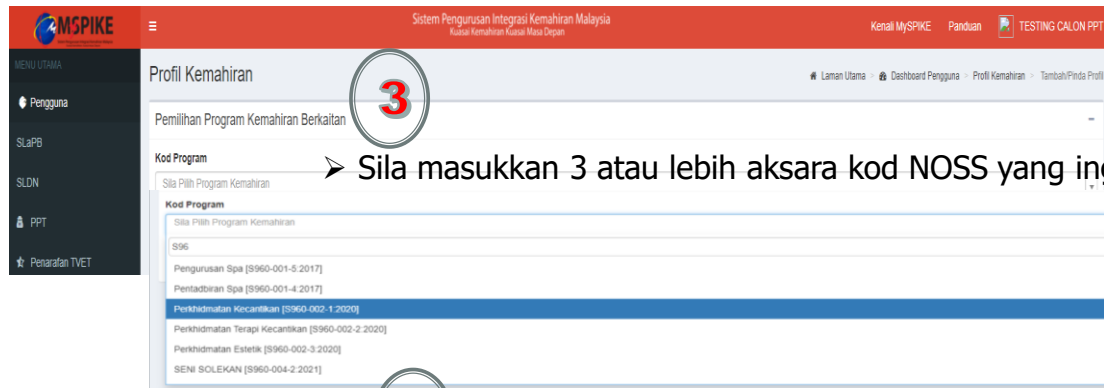 MySPIKE
Sistem Pengurusan Integrasi Kemahiran Malaysia
Kuasai Kemahiran Kuasai Masa Depan
Kenali MySPIKE Panduan TESTING CALON PPT
MENU UTAMA
Pengguna
SLaPB
SLDN
PPT
Penarafan TVET
Profil Kemahiran
Laman Utama > Dashboard Pengguna > Profil Kemahiran > Tambah/Pinda Profil
3
Pemilihan Program Kemahiran Berkaitan
Kod Program
➢ Sila masukkan 3 atau lebih aksara kod NOSS yang ing
Sila Pilih Program Kemahiran
Kod Program
Sila Pilih Program Kemahiran
S96
Pengurusan Spa [S960-001-5:2017]
Pentadbiran Spa [S960-001-4:2017]
Perkhidmatan Kecantikan [S960-002-1:2020]
Perkhidmatan Terapi Kecantikan [S960-002-2:2020]
Perkhidmatan Estetik [S960-002-3:2020]
SENI SOLEKAN [S960-004-2:2021]